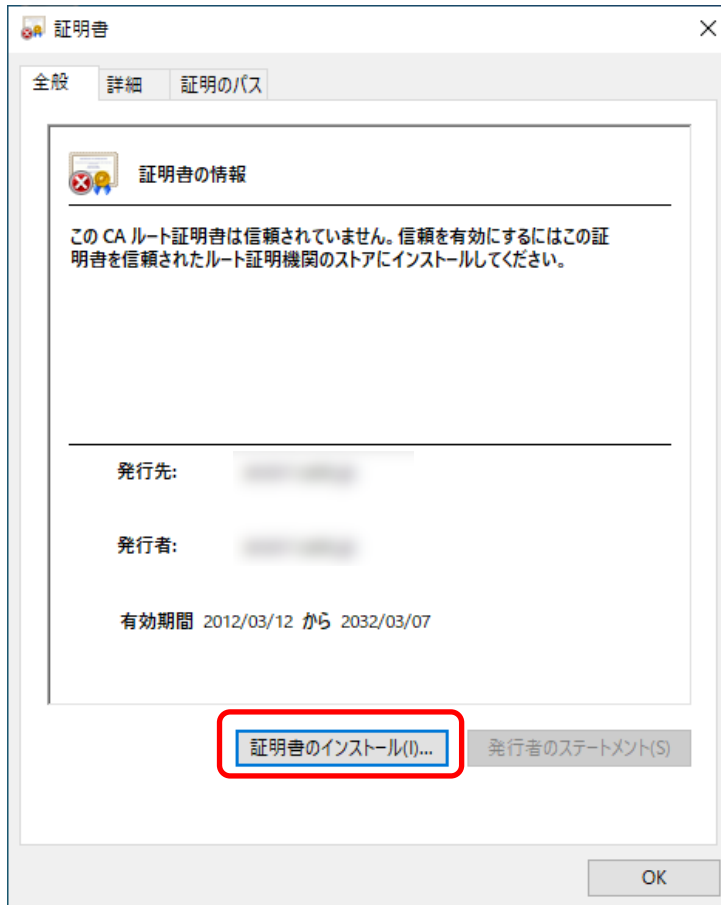 証明書
全般 詳細 証明のパス
証明書の情報
この CA ルート証明書は信頼されていません。信頼を有効にするにはこの証
明書を信頼されたルート証明機関のストアにインストールしてください。
発行先:
発行者:
有効期間 2012/03/12 から 2032/03/07
証明書のインストール(I)... 発行者のステートメント(S)
OK